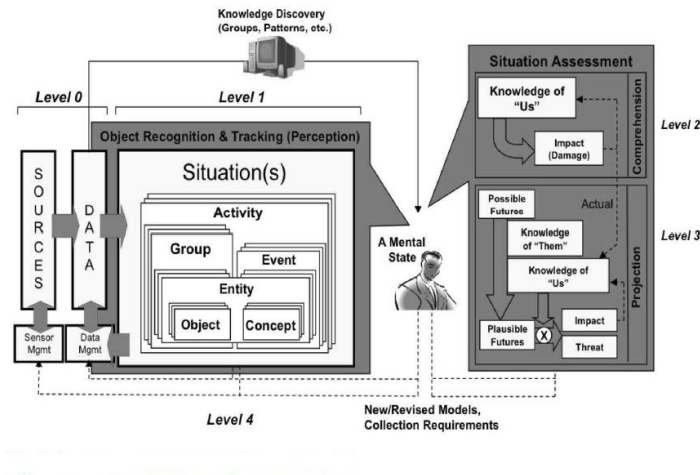 Knowledge Discovery
(Groups, Patterns, etc.)
Level 0
Level 1
Object Recognition & Tracking (Perception)
SOURCES
DATA
Situation(s)
Activity
Group
Event
Entity
Object
Concept
Sensor
Mgmt
Data
Mgmt
Level 4
A Mental
State
New/Revised Models,
Collection Requirements
Situation Assessment
Knowledge of
“Us”
Impact
(Damage)
Comprehension
Level 2
Possible
Futures
Actual
Knowledge
of “Them”
Knowledge of
“Us”
Level 3
Projection
Plausible
Futures
X
Impact
Threat